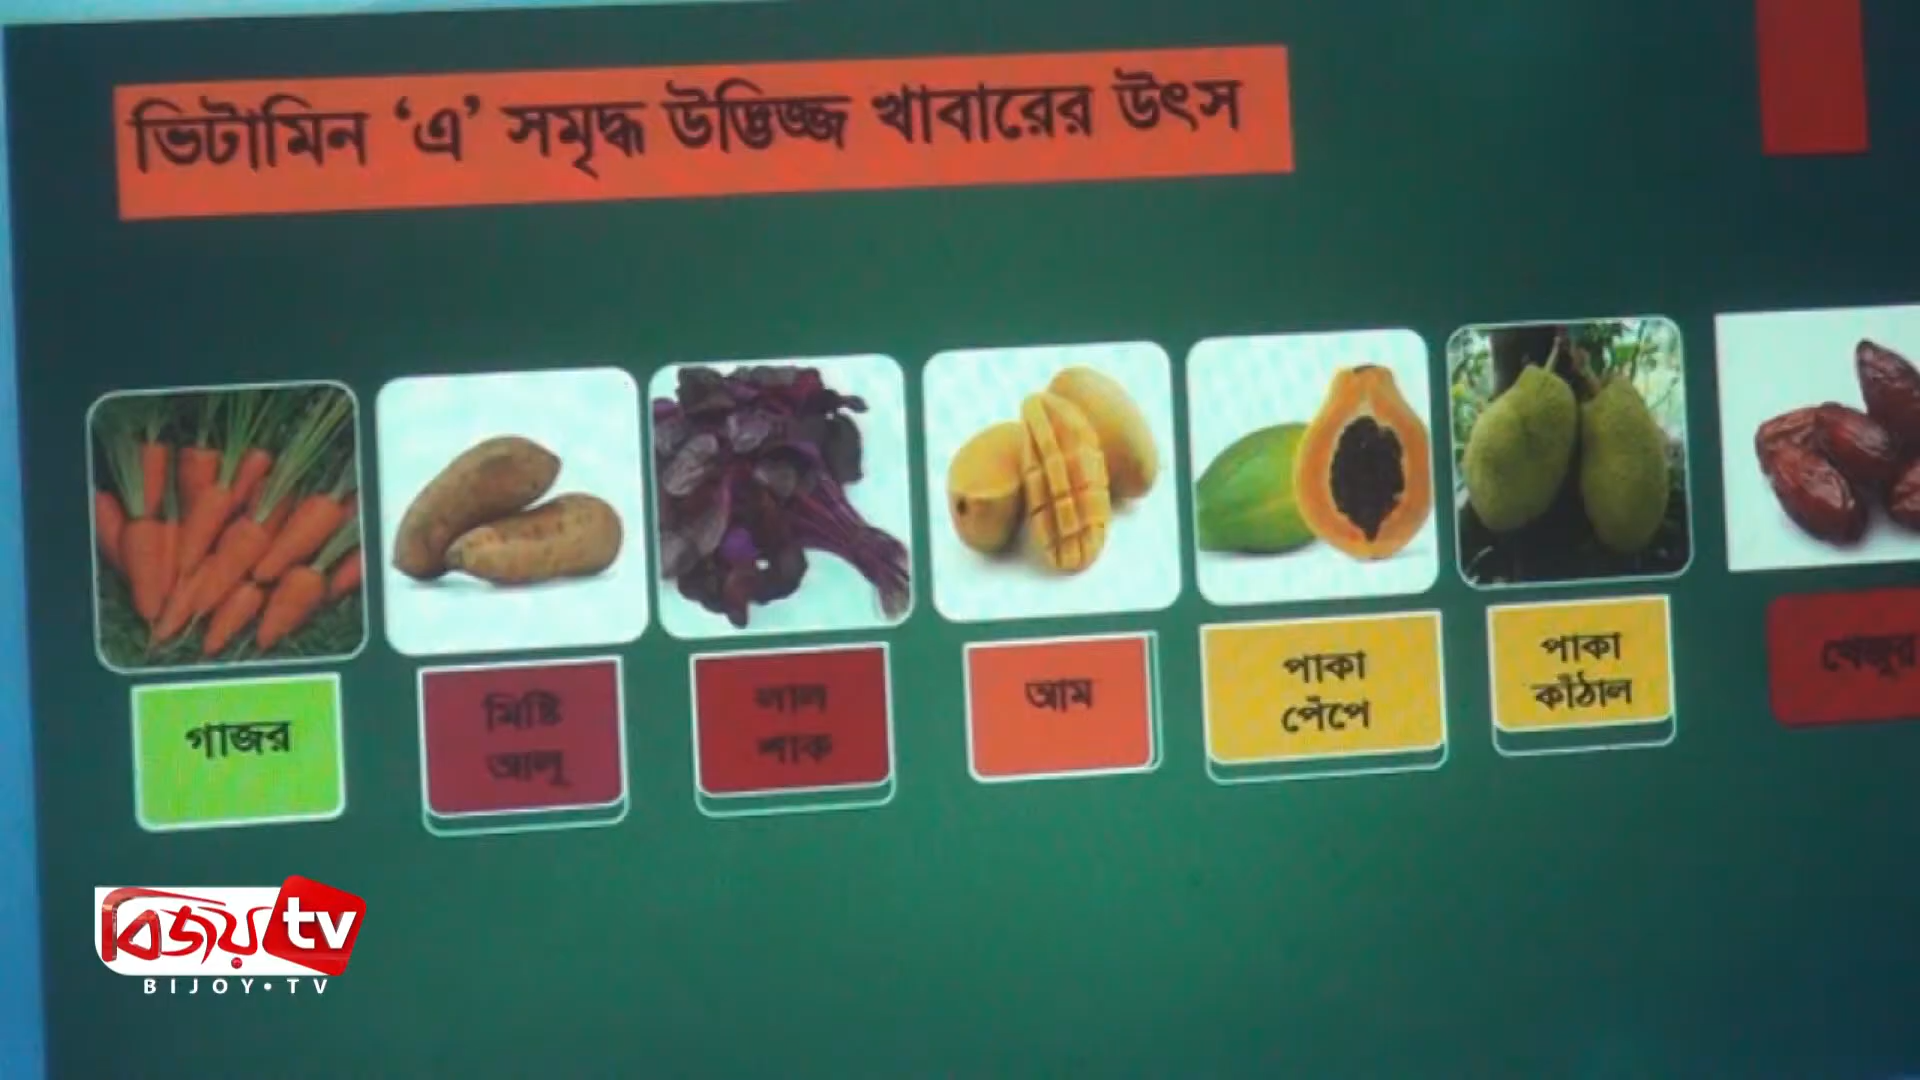 ভিটামিন ‘এ’ সমৃদ্ধ উদ্ভিজ্জ খাবারের উৎস
গাজর
মিষ্টি
আলু
লাল
শাক
আম
পাকা
পেঁপে
পাকা
কাঁঠাল
খেজুর
বিজয় tv
BIJOY•TV